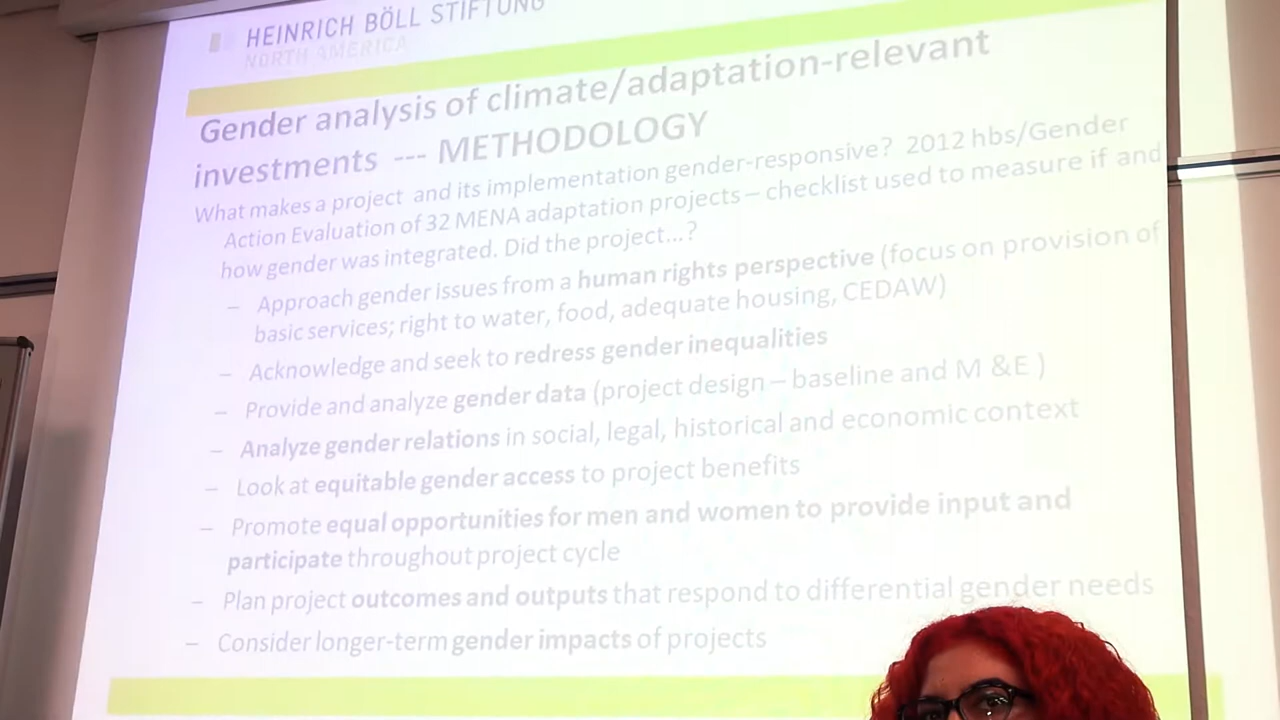 HEINRICH BÖLL STIFTUNG
NORTH AMERICA
Gender analysis of climate/adaptation-relevant
investments --- METHODOLOGY
What makes a project and its implementation gender-responsive? 2012 hbs/Gender
Action Evaluation of 32 MENA adaptation projects – checklist used to measure if and
how gender was integrated. Did the project...?
– Approach gender issues from a human rights perspective (focus on provision of
basic services; right to water, food, adequate housing, CEDAW)
– Acknowledge and seek to redress gender inequalities
– Provide and analyze gender data (project design – baseline and M &E )
– Analyze gender relations in social, legal, historical and economic context
– Look at equitable gender access to project benefits
– Promote equal opportunities for men and women to provide input and
participate throughout project cycle
– Plan project outcomes and outputs that respond to differential gender needs
– Consider longer-term gender impacts of projects